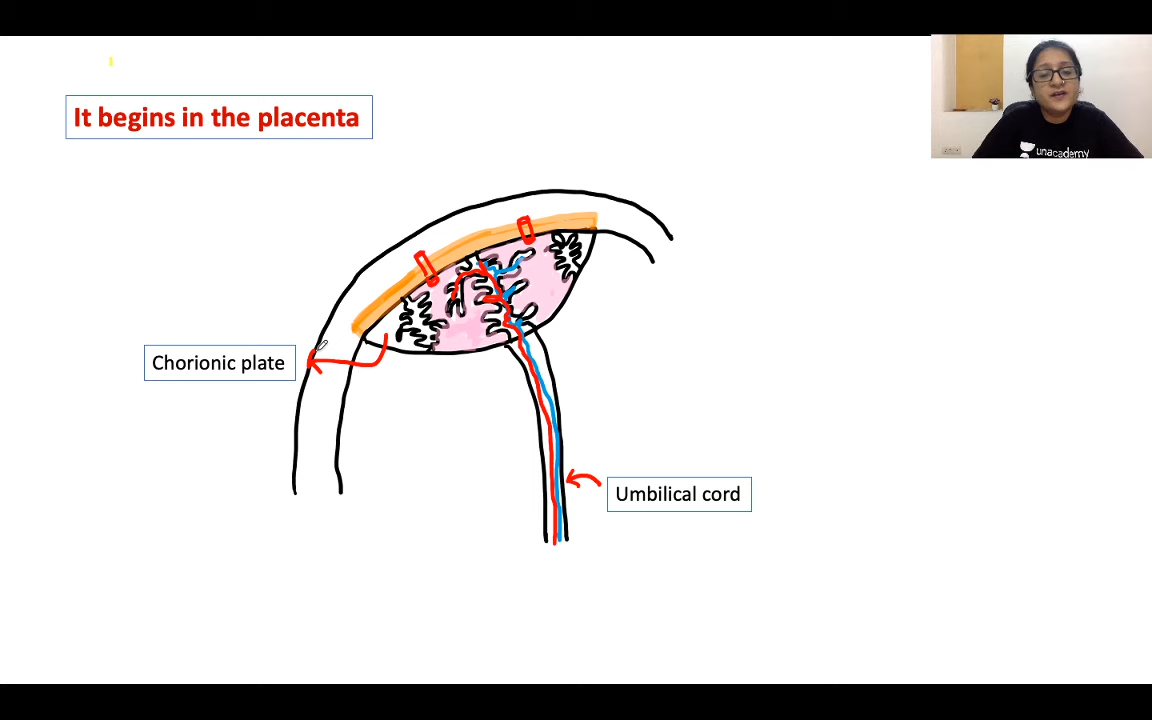 It begins in the placenta
unacademy
Chorionic plate
Umbilical cord